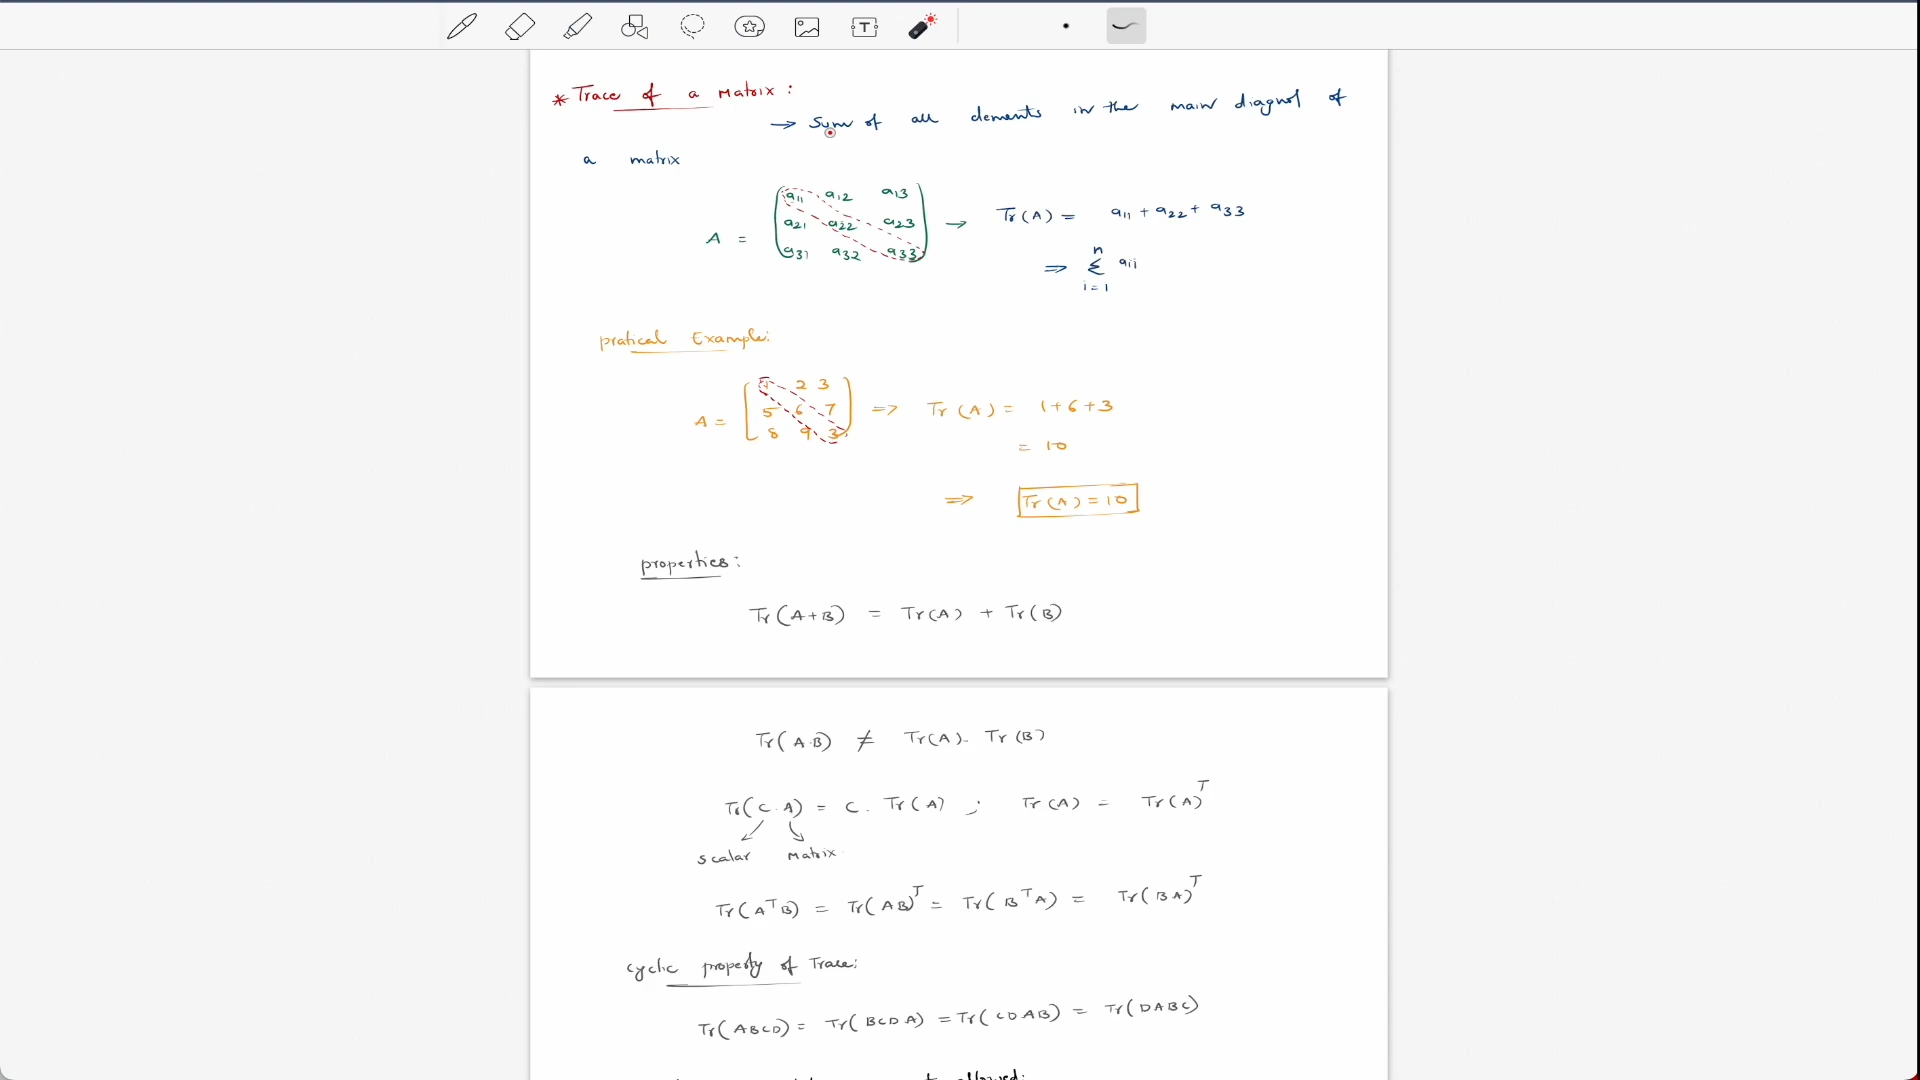 * Trace of a Matrix :
→ Sum of all elements in the main diagnol of
a matrix
A = ( a11 a12 a13
a21 a22 a23
a31 a32 a33 ) → Tr(A) = a11 + a22 + a33
⇒ n Σ i=1 aii
pratical Example:
A = [ 1 2 3
5 6 7
8 9 3 ] ⇒ Tr(A) = 1+6+3
= 10
⇒ Tr(A) = 10
properties :
Tr(A+B) = Tr(A) + Tr(B)
Tr(A.B) ≠ Tr(A). Tr(B)
Tr(C.A) = C. Tr(A) ; Tr(A) = Tr(A)^T
scalar Matrix
Tr(A^T B) = Tr(AB)^T = Tr(B^T A) = Tr(BA)^T
cyclic property of Trace:
Tr(ABCD) = Tr(BCDA) = Tr(CDAB) = Tr(DABC)
allowed: